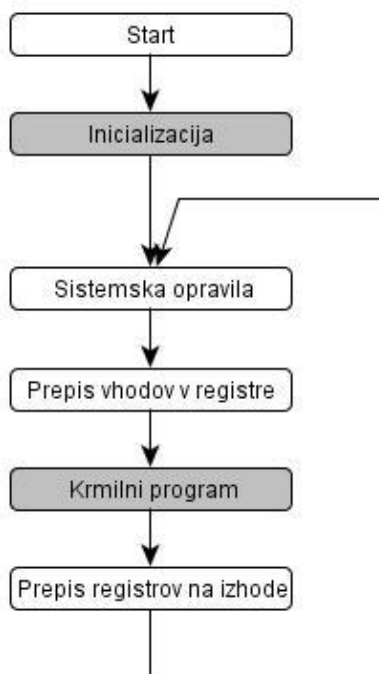 Start
Inicializacija
Sistemska opravila
Prepis vhodov v registre
Krmilni program
Prepis registrov na izhode